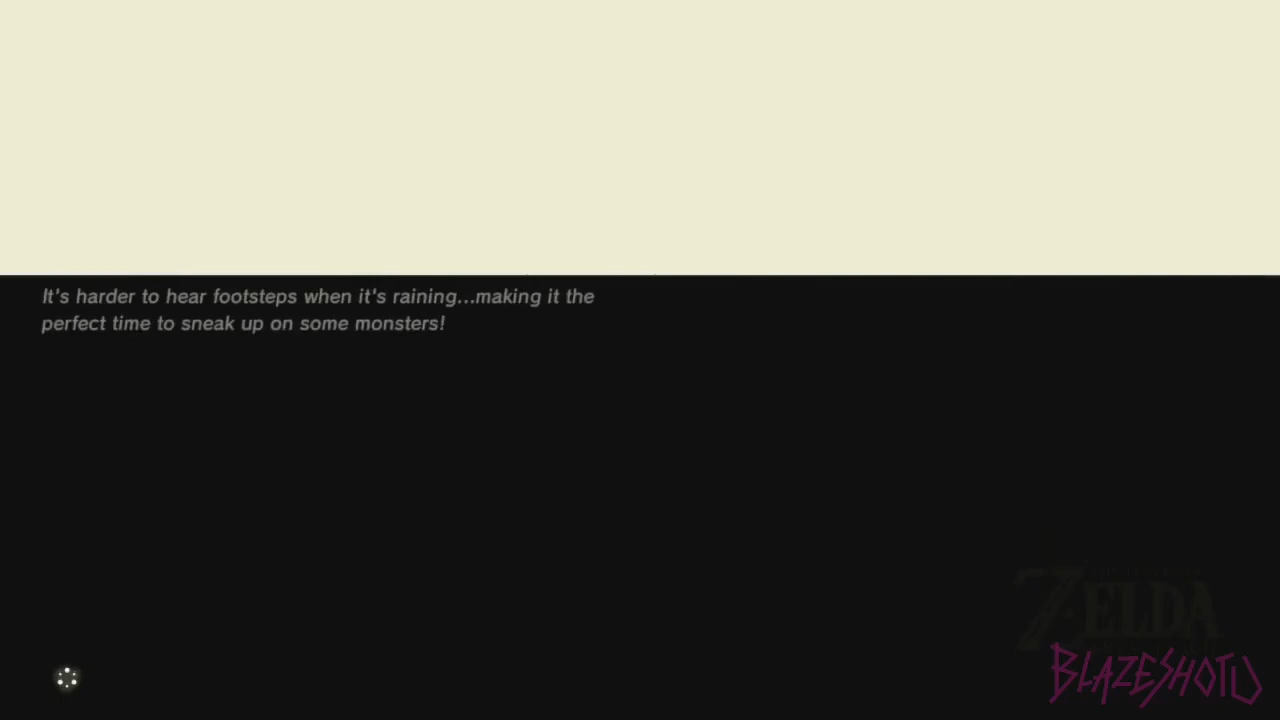 It's harder to hear footsteps when it's raining...making it the
perfect time to sneak up on some monsters!
ZELDA
BLAZESHOTU